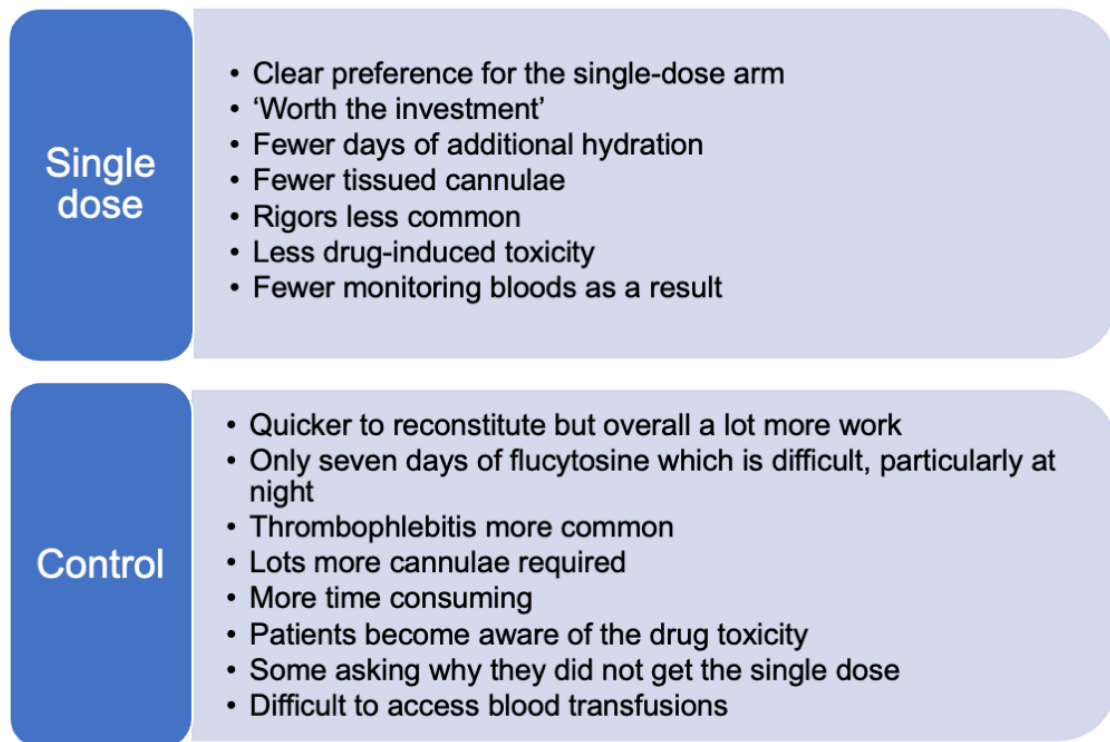 Single
dose
• Clear preference for the single-dose arm
• ‘Worth the investment’
• Fewer days of additional hydration
• Fewer tissued cannulae
• Rigors less common
• Less drug-induced toxicity
• Fewer monitoring bloods as a result
Control
• Quicker to reconstitute but overall a lot more work
• Only seven days of flucytosine which is difficult, particularly at
night
• Thrombophlebitis more common
• Lots more cannulae required
• More time consuming
• Patients become aware of the drug toxicity
• Some asking why they did not get the single dose
• Difficult to access blood transfusions